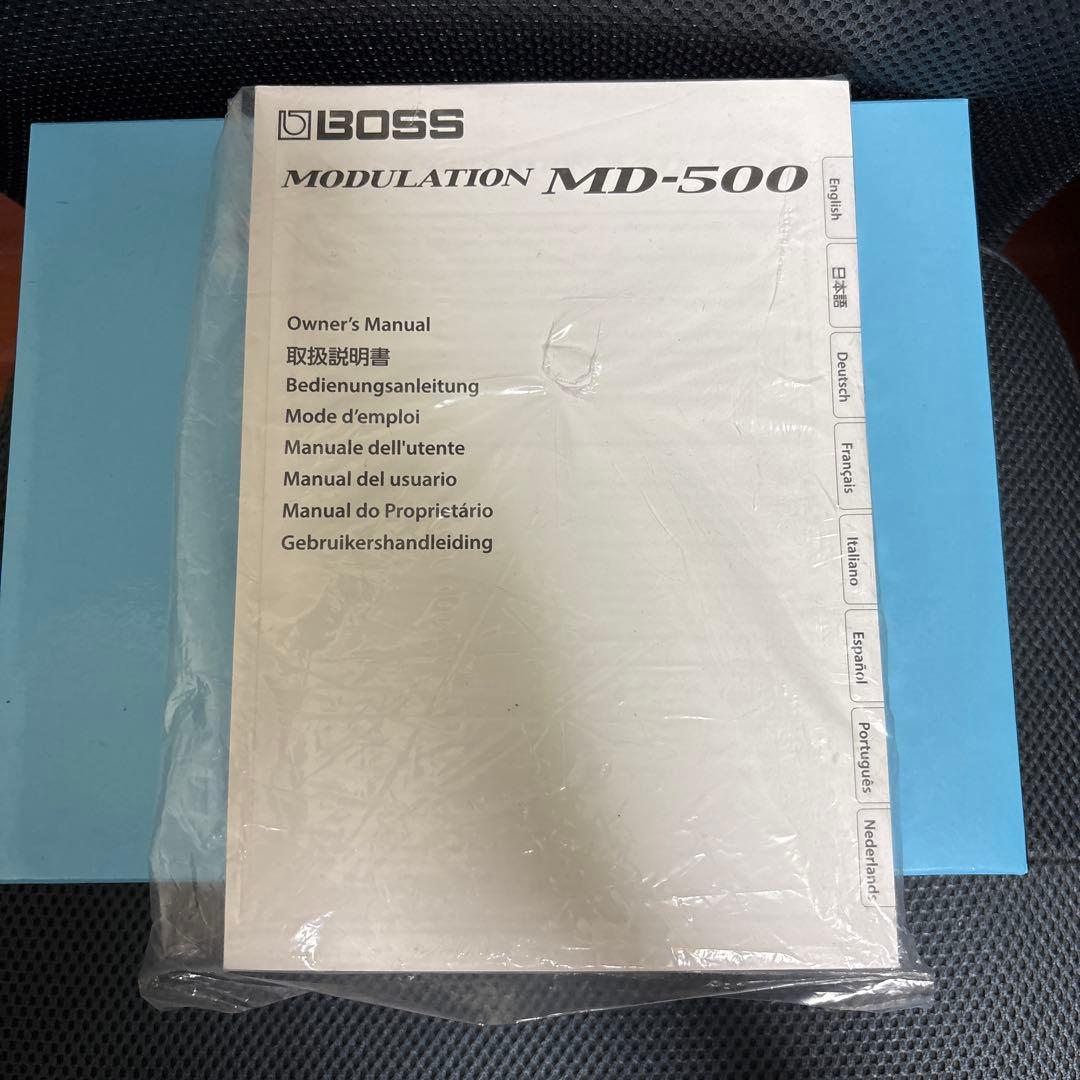 BOSS
MODULATION MD-500
Owner's Manual
取扱説明書
Bedienungsanleitung
Mode d'emploi
Manuale dell'utente
Manual del usuario
Manual do Proprietário
Gebruikershandleiding
English
日本語
Deutsch
Français
Italiano
Español
Português
Nederlands